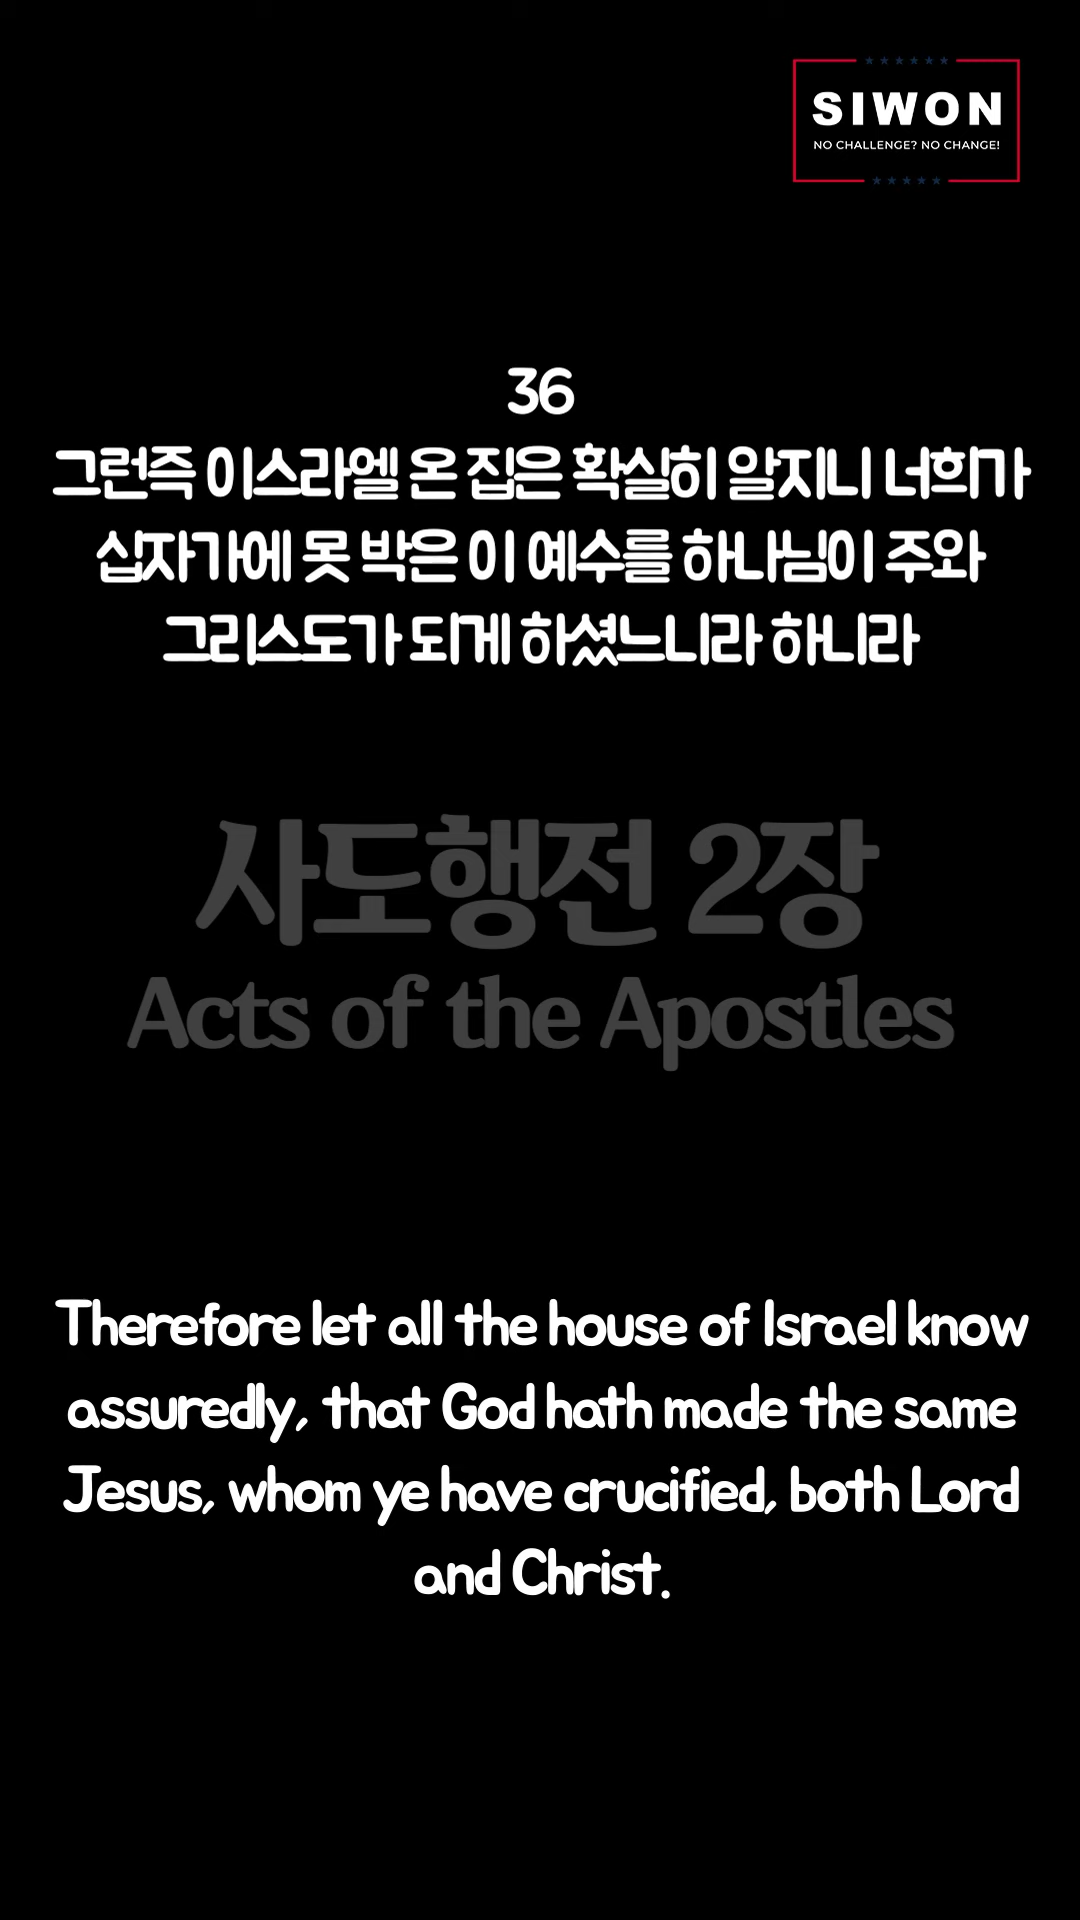 SIWON
NO CHALLENGE? NO CHANGE!
36
그런즉 이스라엘 온 집은 확실히 알지니 너희가
십자가에 못 박은 이 예수를 하나님이 주와
그리스도가 되게 하셨느니라 하니라
사도행전 2장
Acts of the Apostles
Therefore let all the house of Israel know
assuredly, that God hath made the same
Jesus, whom ye have crucified, both Lord
and Christ.